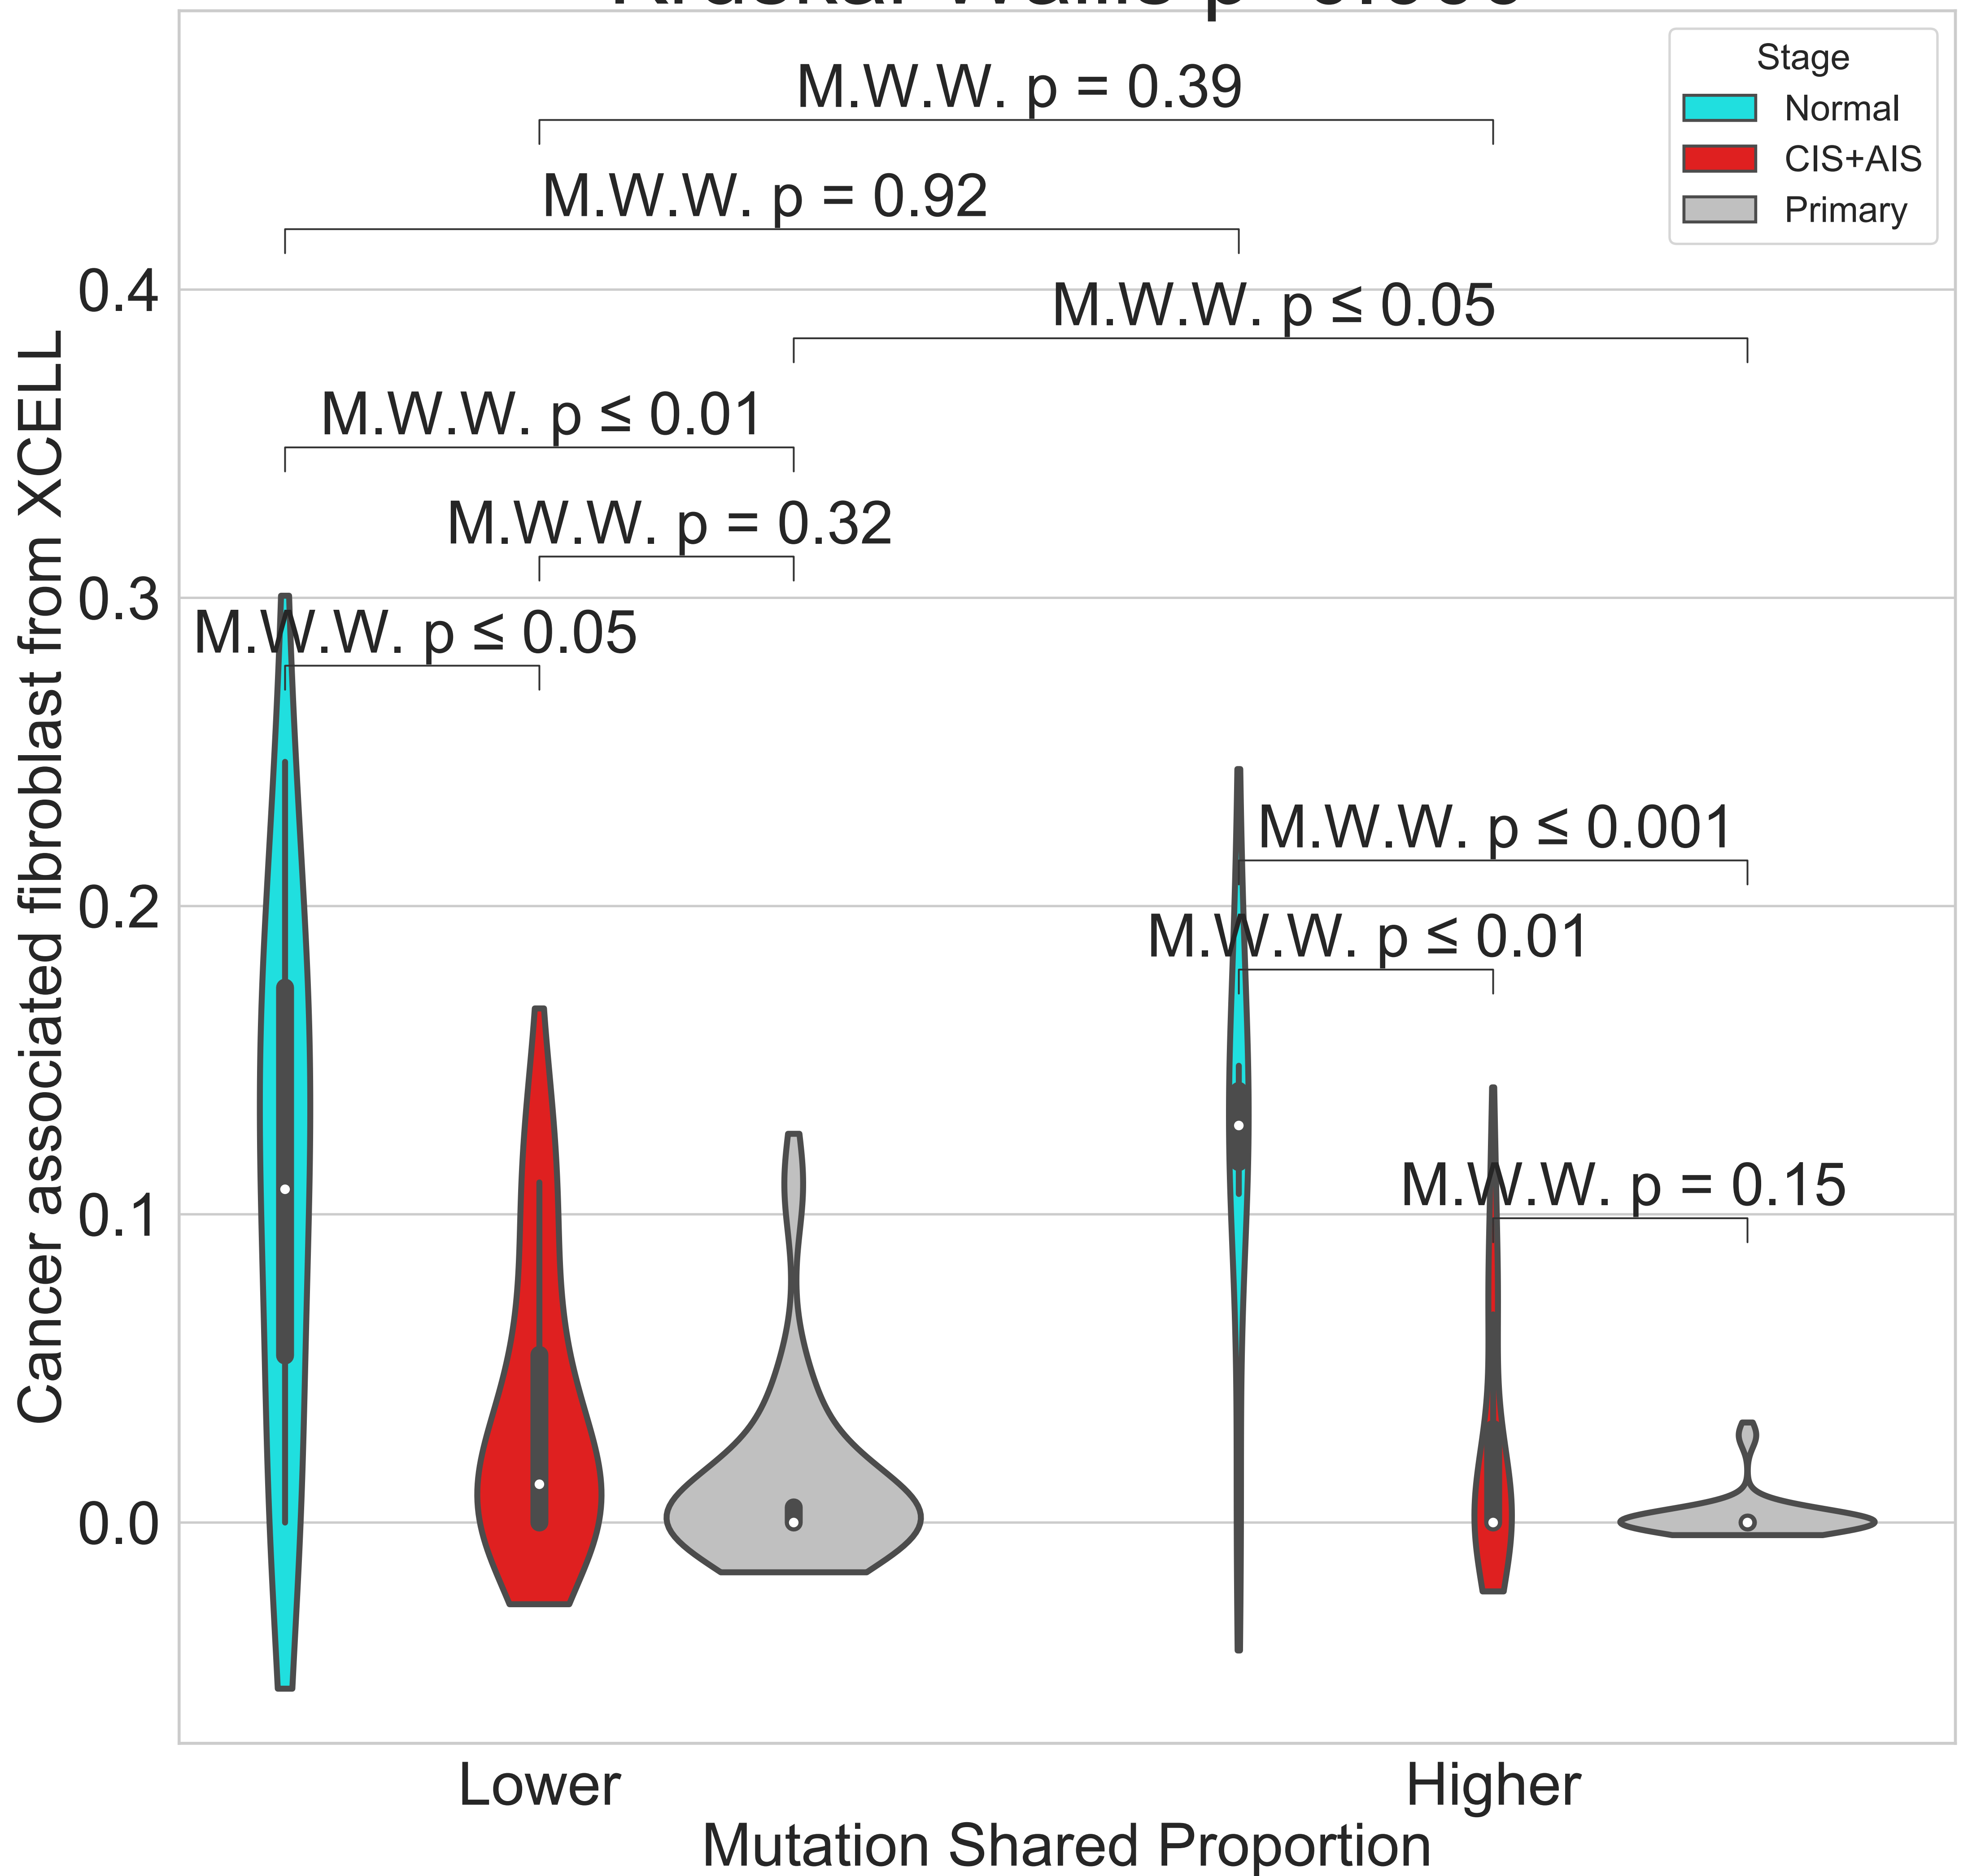 Stage
Normal
CIS+AIS
Primary
M.W.W. p = 0.39
M.W.W. p = 0.92
M.W.W. p ≤ 0.05
M.W.W. p ≤ 0.01
M.W.W. p = 0.32
M.W.W. p ≤ 0.05
M.W.W. p ≤ 0.001
M.W.W. p ≤ 0.01
M.W.W. p = 0.15
0.4
0.3
0.2
0.1
0.0
Cancer associated fibroblast from XCELL
Lower
Higher
Mutation Shared Proportion